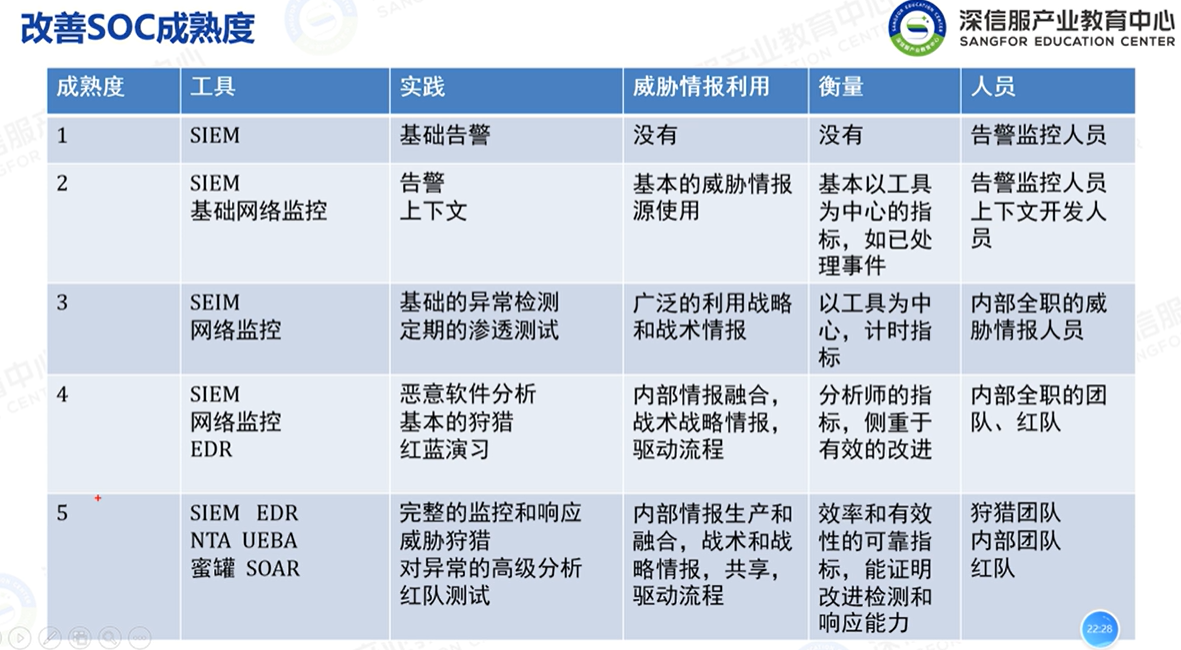 改善SOC成熟度
深信服产业教育中心
SANGFOR EDUCATION CENTER
成熟度 工具 实践 威胁情报利用 衡量 人员
1 SIEM 基础告警 没有 没有 告警监控人员
2 SIEM 告警 基本的威胁情报 基本以工具 告警监控人员
基础网络监控 上下文 源使用 为中心的指 上下文开发人
标，如已处 员
理事件
3 SEIM 基础的异常检测 广泛的利用战略 以工具为中 内部全职的威
网络监控 定期的渗透测试 和战术情报 心，计时指 胁情报人员
标
4 SIEM 恶意软件分析 内部情报融合， 分析师的指 内部全职的团
网络监控 基本的狩猎 战术战略情报， 标，侧重于 队、红队
EDR 红蓝演习 驱动流程 有效的改进
5 SIEM EDR 完整的监控和响应 内部情报生产和 效率和有效 狩猎团队
NTA UEBA 威胁狩猎 融合，战术和战 性的可靠指 内部团队
蜜罐 SOAR 对异常的高级分析 略情报，共享， 标，能证明 红队
红队测试 驱动流程 改进检测和
响应能力
22:28